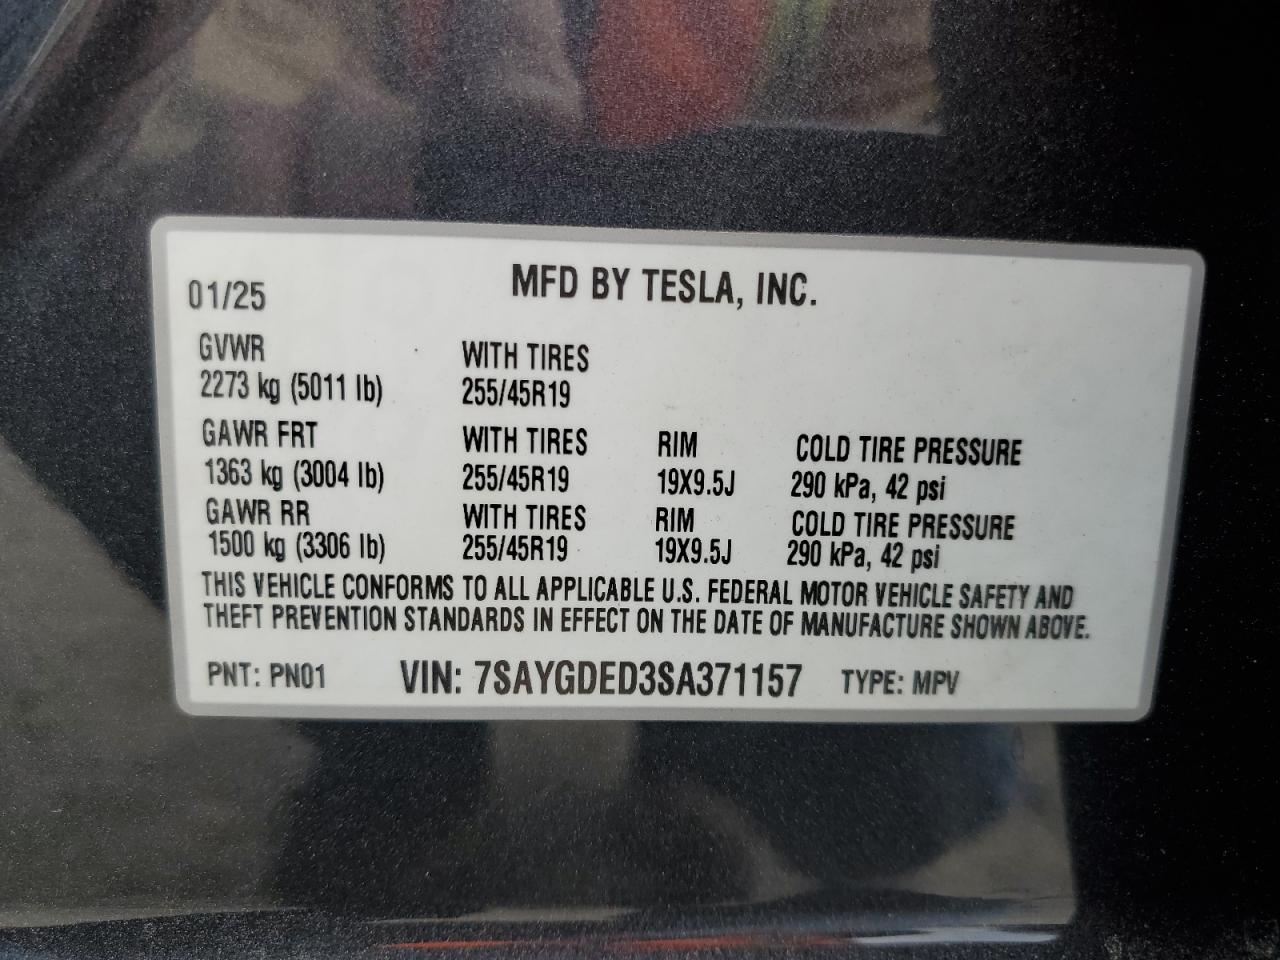 01/25 MFD BY TESLA, INC.
GVWR WITH TIRES
2273 kg (5011 lb) 255/45R19
GAWR FRT WITH TIRES RIM COLD TIRE PRESSURE
1363 kg (3004 lb) 255/45R19 19X9.5J 290 kPa, 42 psi
GAWR RR WITH TIRES RIM COLD TIRE PRESSURE
1500 kg (3306 lb) 255/45R19 19X9.5J 290 kPa, 42 psi
THIS VEHICLE CONFORMS TO ALL APPLICABLE U.S. FEDERAL MOTOR VEHICLE SAFETY AND
THEFT PREVENTION STANDARDS IN EFFECT ON THE DATE OF MANUFACTURE SHOWN ABOVE.
PNT: PN01 VIN: 7SAYGDED3SA371157 TYPE: MPV